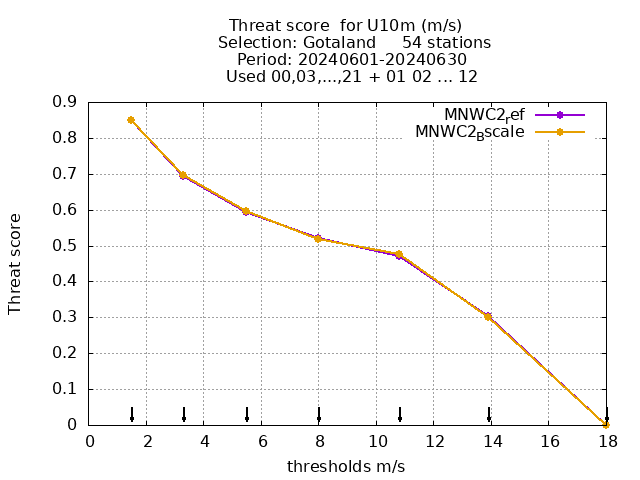 Threat score  for U10m (m/s)
Selection: Gotaland     54 stations
Period: 20240601-20240630
Used 00,03,...,21 + 01 02 ... 12
MNWC2ref
MNWC2Bscale
0.9
0.8
0.7
0.6
0.5
0.4
0.3
0.2
0.1
0
Threat score
0 2 4 6 8 10 12 14 16 18
thresholds m/s